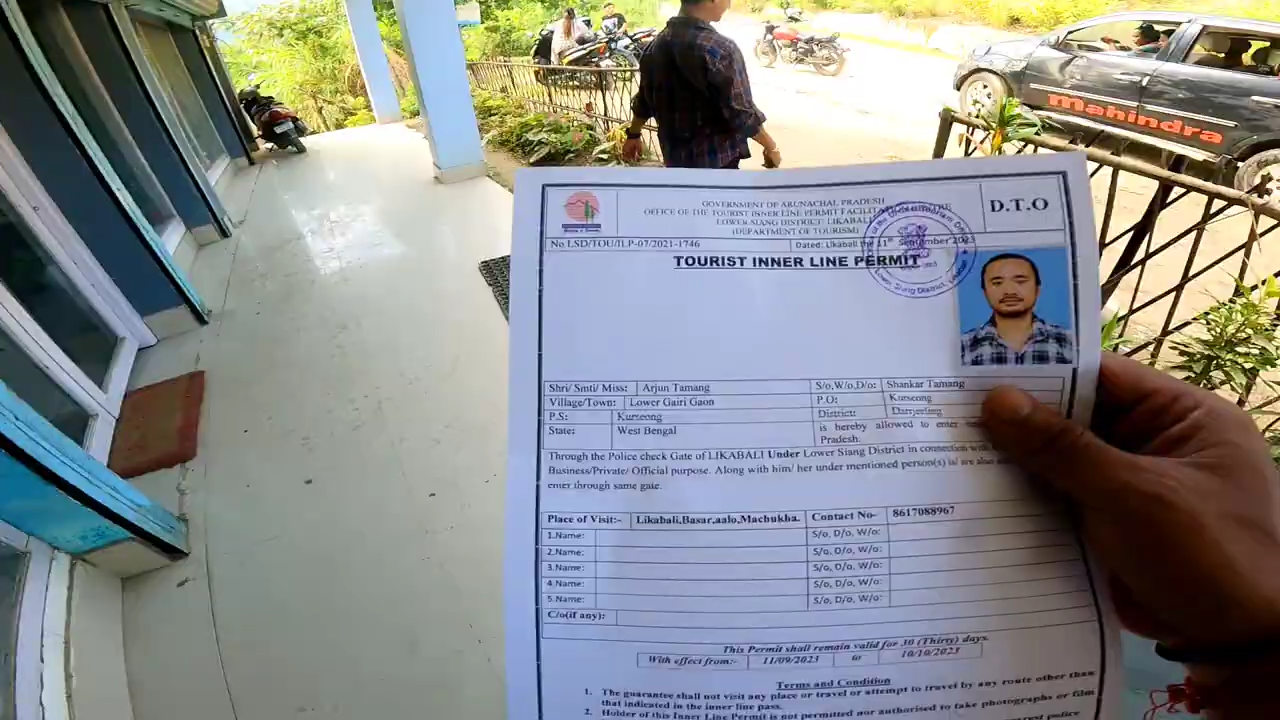 mahindra
GOVERNMENT OF ARUNACHAL PRADESH
OFFICE OF THE TOURIST INNER LINE PERMIT
LOWER SIANG DISTRICT: LIKABALI
(DEPARTMENT OF TOURISM)
D.T.O
No LSD/TOU/ILP-07/2021-1746
Dated: Likabali the 11th September 2023
TOURIST INNER LINE PERMIT
Lower Siang District,
Shri/ Smti/ Miss: Arjun Tamang S/o,W/o,D/o: Shankar Tamang
Village/Town: Lower Gairi Gaon P.O: Kurseong
P.S: Kurseong District: Darrjeling
State: West Bengal is hereby allowed to enter
Pradesh.
Through the Police check Gate of LIKABALI Under Lower Siang District in connection
Business/Private/ Official purpose. Along with him/ her under mentioned person(s) is/ are also
enter through same gate.
Place of Visit:- Likabali,Basar,aalo,Machukha. Contact No- 8617088967
1.Name: S/o, D/o, W/o:
2.Name: S/o, D/o, W/o:
3.Name: S/o, D/o, W/o:
4.Name: S/o, D/o, W/o:
5.Name: S/o, D/o, W/o:
C/o(if any):
This Permit shall remain valid for 30 (Thirty) days.
With effect from:- 11/09/2023 to 10/10/2023
Terms and Condition
1. The guarantee shall not visit any place or travel or attempt to travel by any route other than
that indicated in the inner line pass.
2. Holder of this Inner Line Permit is not permitted nor authorised to take photographs or film
police